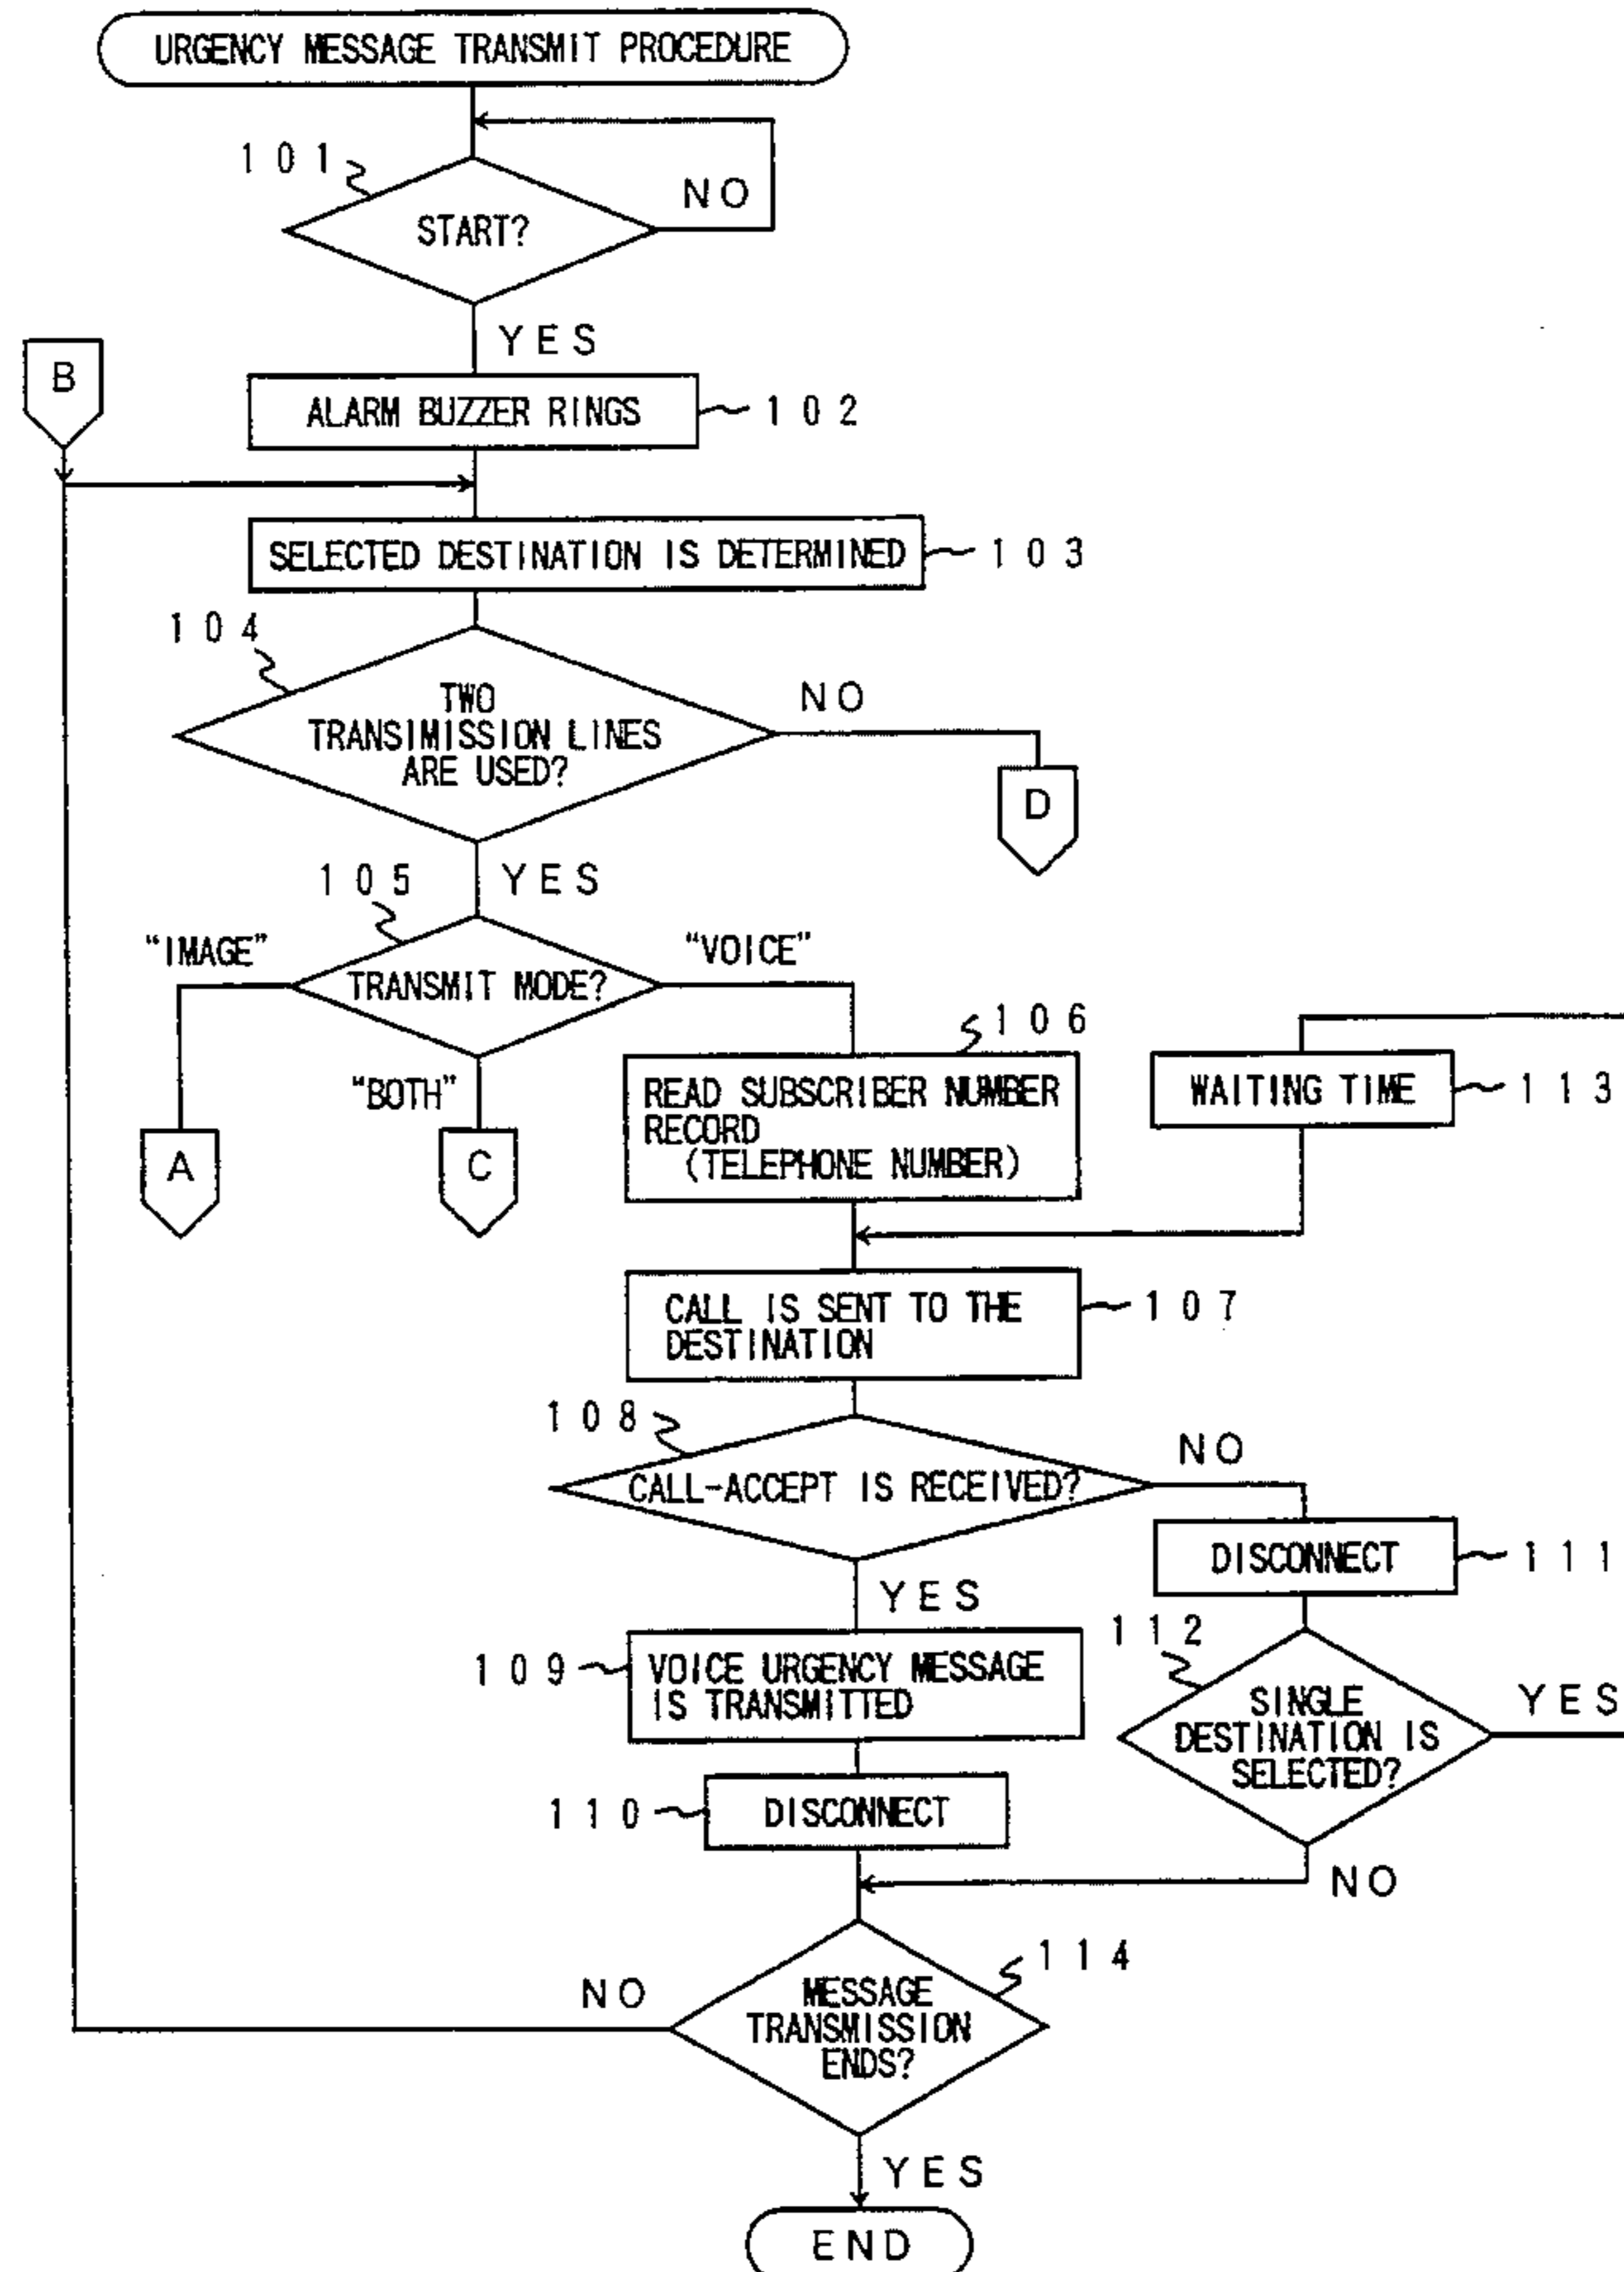 URGENCY MESSAGE TRANSMIT PROCEDURE
101
NO
START?
YES
B
ALARM BUZZER RINGS
102
SELECTED DESTINATION IS DETERMINED
103
104
TWO
TRANSIMISSION LINES
ARE USED?
NO
D
105
YES
"IMAGE"
TRANSMIT MODE?
"VOICE"
"BOTH"
A
C
106
READ SUBSCRIBER NUMBER
RECORD
(TELEPHONE NUMBER)
WAITING TIME
113
CALL IS SENT TO THE
DESTINATION
107
108
CALL-ACCEPT IS RECEIVED?
NO
DISCONNECT
111
YES
109
VOICE URGENCY MESSAGE
IS TRANSMITTED
112
SINGLE
DESTINATION IS
SELECTED?
YES
110
DISCONNECT
NO
114
NO
MESSAGE
TRANSMISSION
ENDS?
YES
END